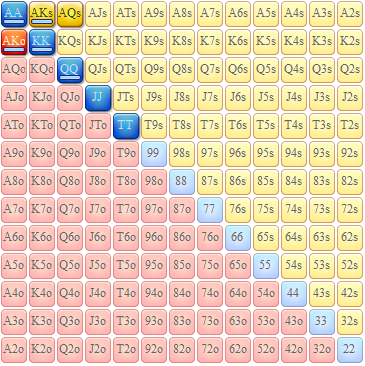 AA AKs AQs AJs ATs A9s A8s A7s A6s A5s A4s A3s A2s
AKo KK KQs KJs KTs K9s K8s K7s K6s K5s K4s K3s K2s
AQo KQo QQ QJs QTs Q9s Q8s Q7s Q6s Q5s Q4s Q3s Q2s
AJo KJo QJo JJ JTs J9s J8s J7s J6s J5s J4s J3s J2s
ATo KTo QTo JTo TT T9s T8s T7s T6s T5s T4s T3s T2s
A9o K9o Q9o J9o T9o 99 98s 97s 96s 95s 94s 93s 92s
A8o K8o Q8o J8o T8o 98o 88 87s 86s 85s 84s 83s 82s
A7o K7o Q7o J7o T7o 97o 87o 77 76s 75s 74s 73s 72s
A6o K6o Q6o J6o T6o 96o 86o 76o 66 65s 64s 63s 62s
A5o K5o Q5o J5o T5o 95o 85o 75o 65o 55 54s 53s 52s
A4o K4o Q4o J4o T4o 94o 84o 74o 64o 54o 44 43s 42s
A3o K3o Q3o J3o T3o 93o 83o 73o 63o 53o 43o 33 32s
A2o K2o Q2o J2o T2o 92o 82o 72o 62o 52o 42o 32o 22